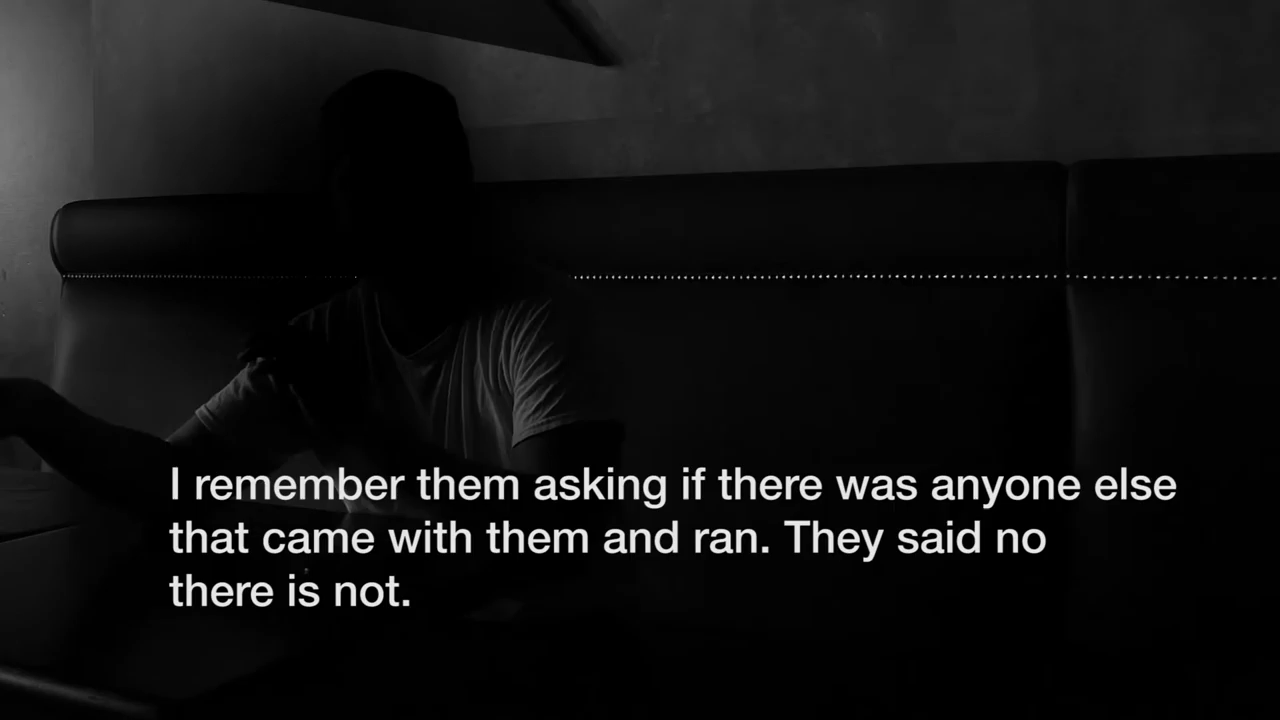 I remember them asking if there was anyone else
that came with them and ran. They said no
there is not.